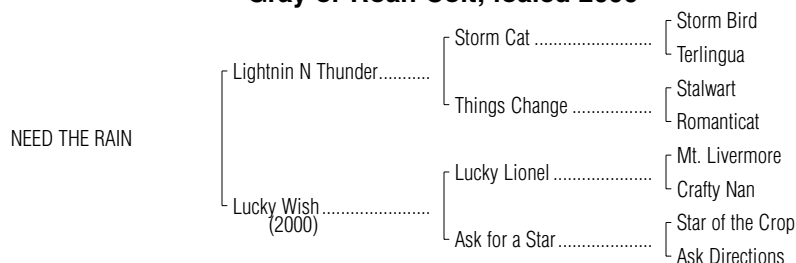 Gray or Roan Colt; foaled 2006
Storm Bird
Storm Cat ..........................
Terlingua
Lightnin N Thunder...........
Stalwart
Things Change .................
Romanticat
NEED THE RAIN
Mt. Livermore
Lucky Lionel .....................
Crafty Nan
Lucky Wish .......................
(2000)
Star of the Crop
Ask for a Star....................
Ask Directions